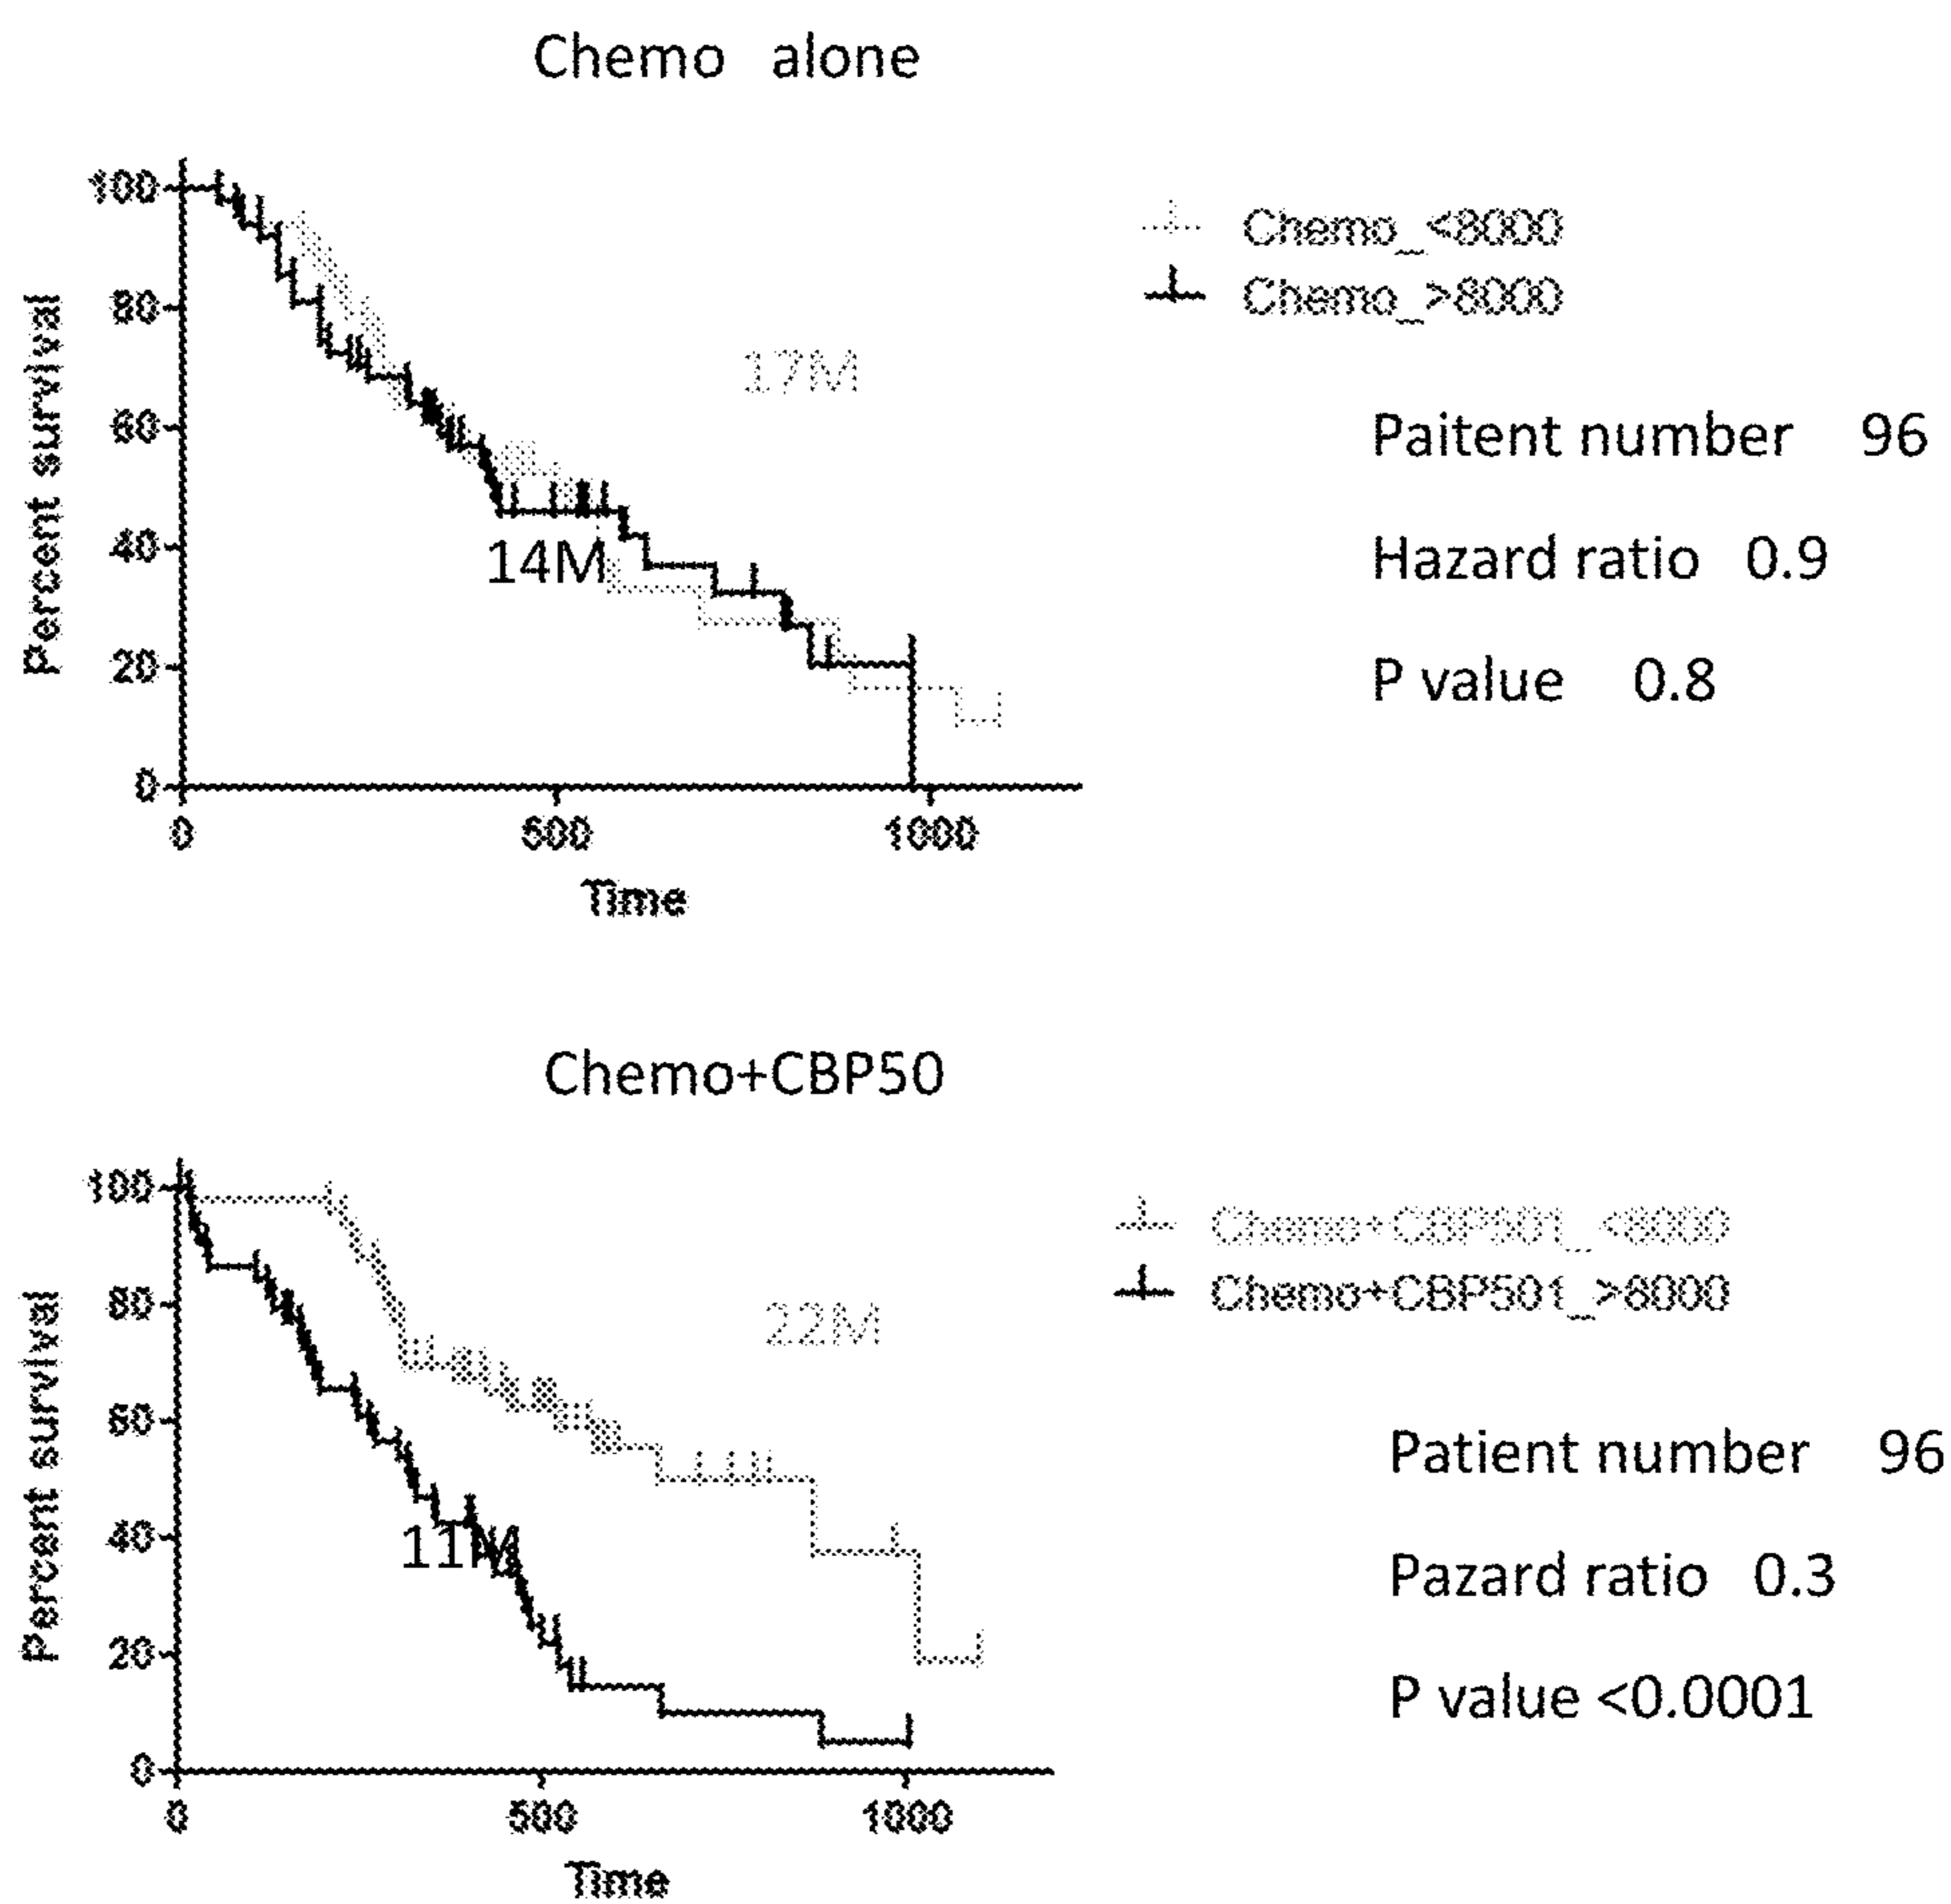 Chemo alone
100
80
60
40
20
0
Percent survival
0 500 1000
Time
Chemo_<8000
Chemo_>8000
17M
14M
Paitent number 96
Hazard ratio 0.9
P value 0.8
Chemo+CBP50
100
80
60
40
20
0
Percent survival
0 500 1000
Time
Chemo+CBP501_<8000
Chemo+CBP501_>8000
22M
11M
Patient number 96
Pazard ratio 0.3
P value <0.0001